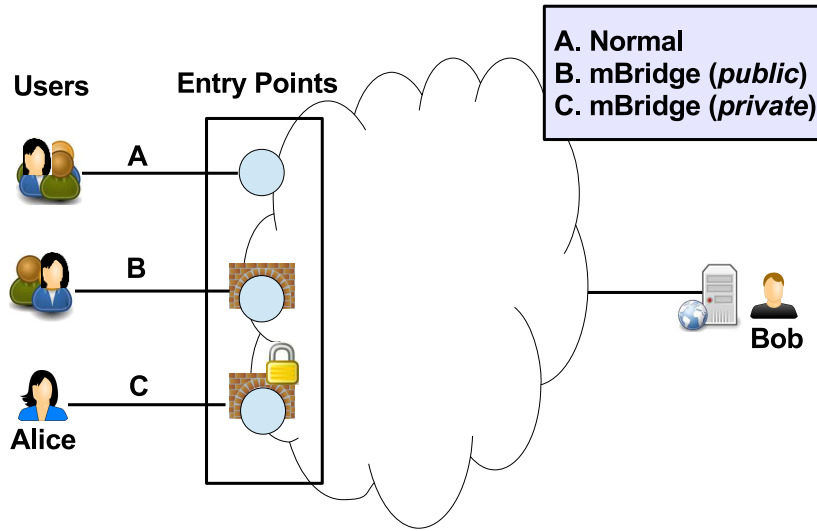 A. Normal
B. mBridge (public)
C. mBridge (private)
Users
Entry Points
A
B
C
Alice
Bob